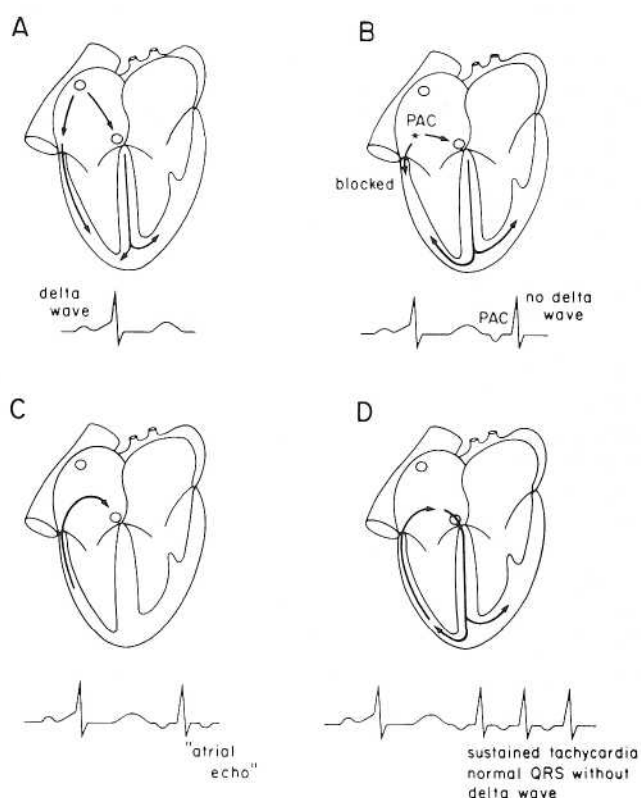 A
B
PAC
blocked
delta
wave
no delta
wave
PAC
C
D
"atrial
echo"
sustained tachycardia
normal QRS without
delta wave